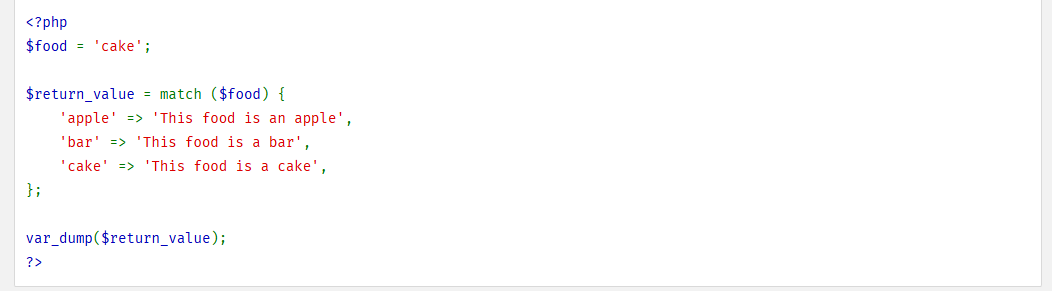 <?php
$food = 'cake';

$return_value = match ($food) {
    'apple' => 'This food is an apple',
    'bar' => 'This food is a bar',
    'cake' => 'This food is a cake',
};

var_dump($return_value);
?>